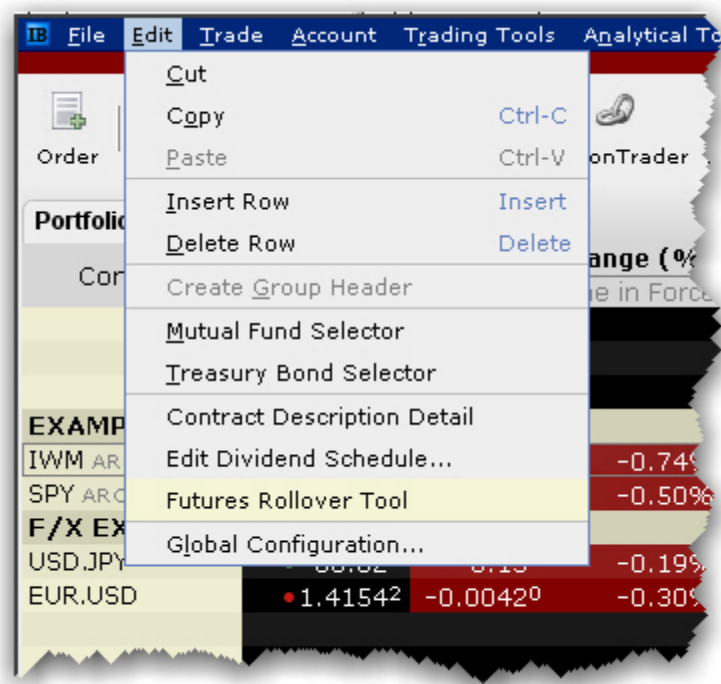 IB File Edit Trade Account Trading Tools Analytical To
Cut
Copy Ctrl-C
Paste Ctrl-V
Order onTrader
Insert Row Insert
Portfolio
Delete Row Delete
ange (%
Con
Create Group Header
e in Force
Mutual Fund Selector
Treasury Bond Selector
Contract Description Detail
EXAMP
Edit Dividend Schedule...
IWM AR -0.74%
Futures Rollover Tool
SPY ARC -0.50%
F/X EX
Global Configuration...
USD.JPY -0.19%
EUR.USD 1.4154² -0.0042⁰ -0.30%